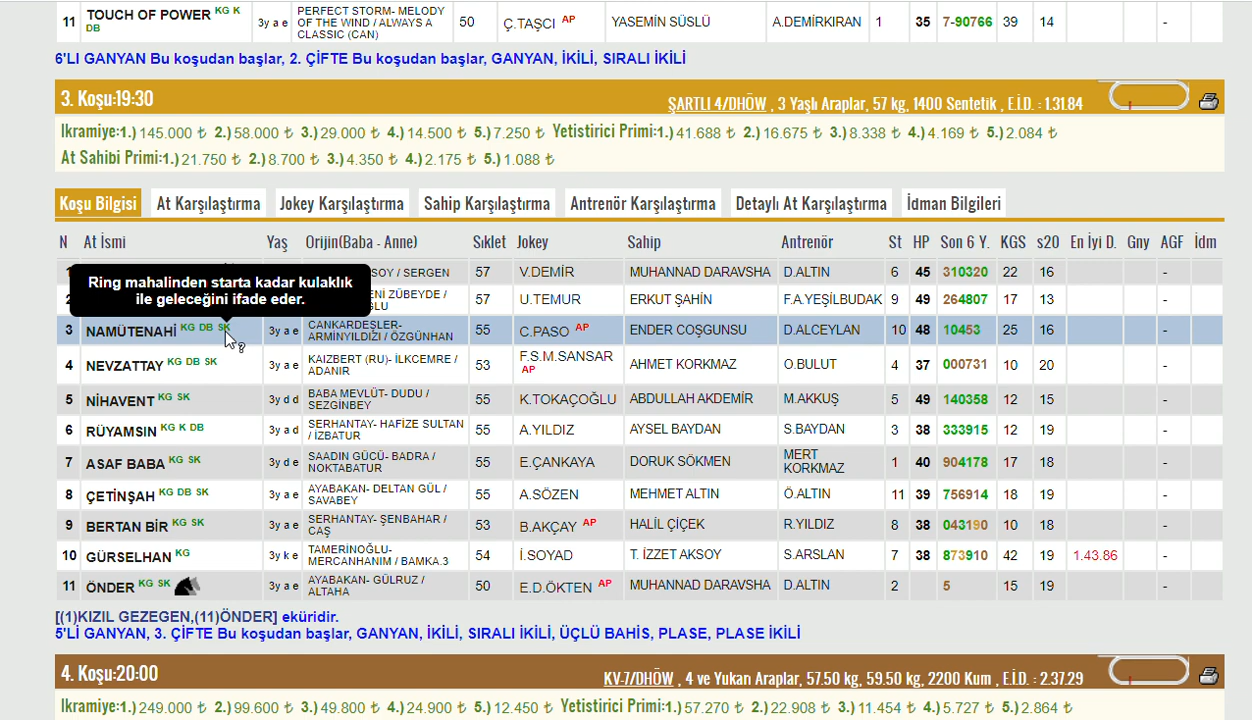 11 TOUCH OF POWER KG K DB 3y a e PERFECT STORM- MELODY OF THE WIND / ALWAYS A CLASSIC (CAN) 50 Ç.TAŞCI AP YASEMİN SÜSLÜ A.DEMİRKIRAN 1 35 7-90766 39 14 -
6'LI GANYAN Bu koşudan başlar, 2. ÇİFTE Bu koşudan başlar, GANYAN, İKİLİ, SIRALI İKİLİ
3. Koşu:19:30 ŞARTLI 4/DHÖW , 3 Yaşlı Araplar, 57 kg, 1400 Sentetik , E.İ.D. : 1.31.84
Ikramiye:1.) 145.000 ₺ 2.) 58.000 ₺ 3.) 29.000 ₺ 4.) 14.500 ₺ 5.) 7.250 ₺ Yetistirici Primi:1.) 41.688 ₺ 2.) 16.675 ₺ 3.) 8.338 ₺ 4.) 4.169 ₺ 5.) 2.084 ₺
At Sahibi Primi:1.) 21.750 ₺ 2.) 8.700 ₺ 3.) 4.350 ₺ 4.) 2.175 ₺ 5.) 1.088 ₺
Koşu Bilgisi At Karşılaştırma Jokey Karşılaştırma Sahip Karşılaştırma Antrenör Karşılaştırma Detaylı At Karşılaştırma İdman Bilgileri
N At İsmi Yaş Orijin(Baba - Anne) Sıklet Jokey Sahip Antrenör St HP Son 6 Y. KGS s20 En İyi D. Gny AGF İdm
SOY / SERGEN 57 V.DEMİR MUHANNAD DARAVSHA D.ALTIN 6 45 310320 22 16 -
Ring mahalinden starta kadar kulaklık
ile geleceğini ifade eder.
2 ENİ ZÜBEYDE / 57 U.TEMUR ERKUT ŞAHİN F.A.YEŞİLBUDAK 9 49 264807 17 13 -
3 NAMÜTENAHİ KG DB SK 3y a e CANKARDEŞLER- ARMİNYILDIZI / ÖZGÜNHAN 55 C.PASO AP ENDER COŞGUNSU D.ALCEYLAN 10 48 10453 25 16 -
4 NEVZATTAY KG DB SK 3y a e KAIZBERT (RU)- İLKCEMRE / ADANIR 53 F.S.M.SANSAR AP AHMET KORKMAZ O.BULUT 4 37 000731 10 20 -
5 NİHAVENT KG SK 3y d d BABA MEVLÜT- DUDU / SEZGİNBEY 55 K.TOKAÇOĞLU ABDULLAH AKDEMİR M.AKKUŞ 5 49 140358 12 15 -
6 RÜYAMSIN KG K DB 3y a d SERHANTAY- HAFİZE SULTAN / İZBATUR 55 A.YILDIZ AYSEL BAYDAN S.BAYDAN 3 38 333915 12 19 -
7 ASAF BABA KG SK 3y d e SAADIN GÜCÜ- BADRA / NOKTABATUR 55 E.ÇANKAYA DORUK SÖKMEN MERT KORKMAZ 1 40 904178 17 18 -
8 ÇETİNŞAH KG DB SK 3y a e AYABAKAN- DELTAN GÜL / SAVABEY 55 A.SÖZEN MEHMET ALTIN Ö.ALTIN 11 39 756914 18 19 -
9 BERTAN BİR KG SK 3y a e SERHANTAY- ŞENBAHAR / CAŞ 53 B.AKÇAY AP HALİL ÇİÇEK R.YILDIZ 8 38 043190 10 18 -
10 GÜRSELHAN KG 3y k e TAMERİNOĞLU- MERCANHANIM / BAMKA.3 54 İ.SOYAD T. İZZET AKSOY S.ARSLAN 7 38 873910 42 19 1.43.86 -
11 ÖNDER KG SK 3y a e AYABAKAN- GÜLRUZ / ALTAHA 50 E.D.ÖKTEN AP MUHANNAD DARAVSHA D.ALTIN 2 5 15 19 -
[(1)KIZIL GEZEGEN,(11)ÖNDER] eküridir.
5'Lİ GANYAN, 3. ÇİFTE Bu koşudan başlar, GANYAN, İKİLİ, SIRALI İKİLİ, ÜÇLÜ BAHİS, PLASE, PLASE İKİLİ
4. Koşu:20:00 KV-7/DHÖW , 4 ve Yukarı Araplar, 57.50 kg, 59.50 kg, 2200 Kum , E.İ.D. : 2.37.29
Ikramiye:1.) 249.000 ₺ 2.) 99.600 ₺ 3.) 49.800 ₺ 4.) 24.900 ₺ 5.) 12.450 ₺ Yetistirici Primi:1.) 57.270 ₺ 2.) 22.908 ₺ 3.) 11.454 ₺ 4.) 5.727 ₺ 5.) 2.864 ₺